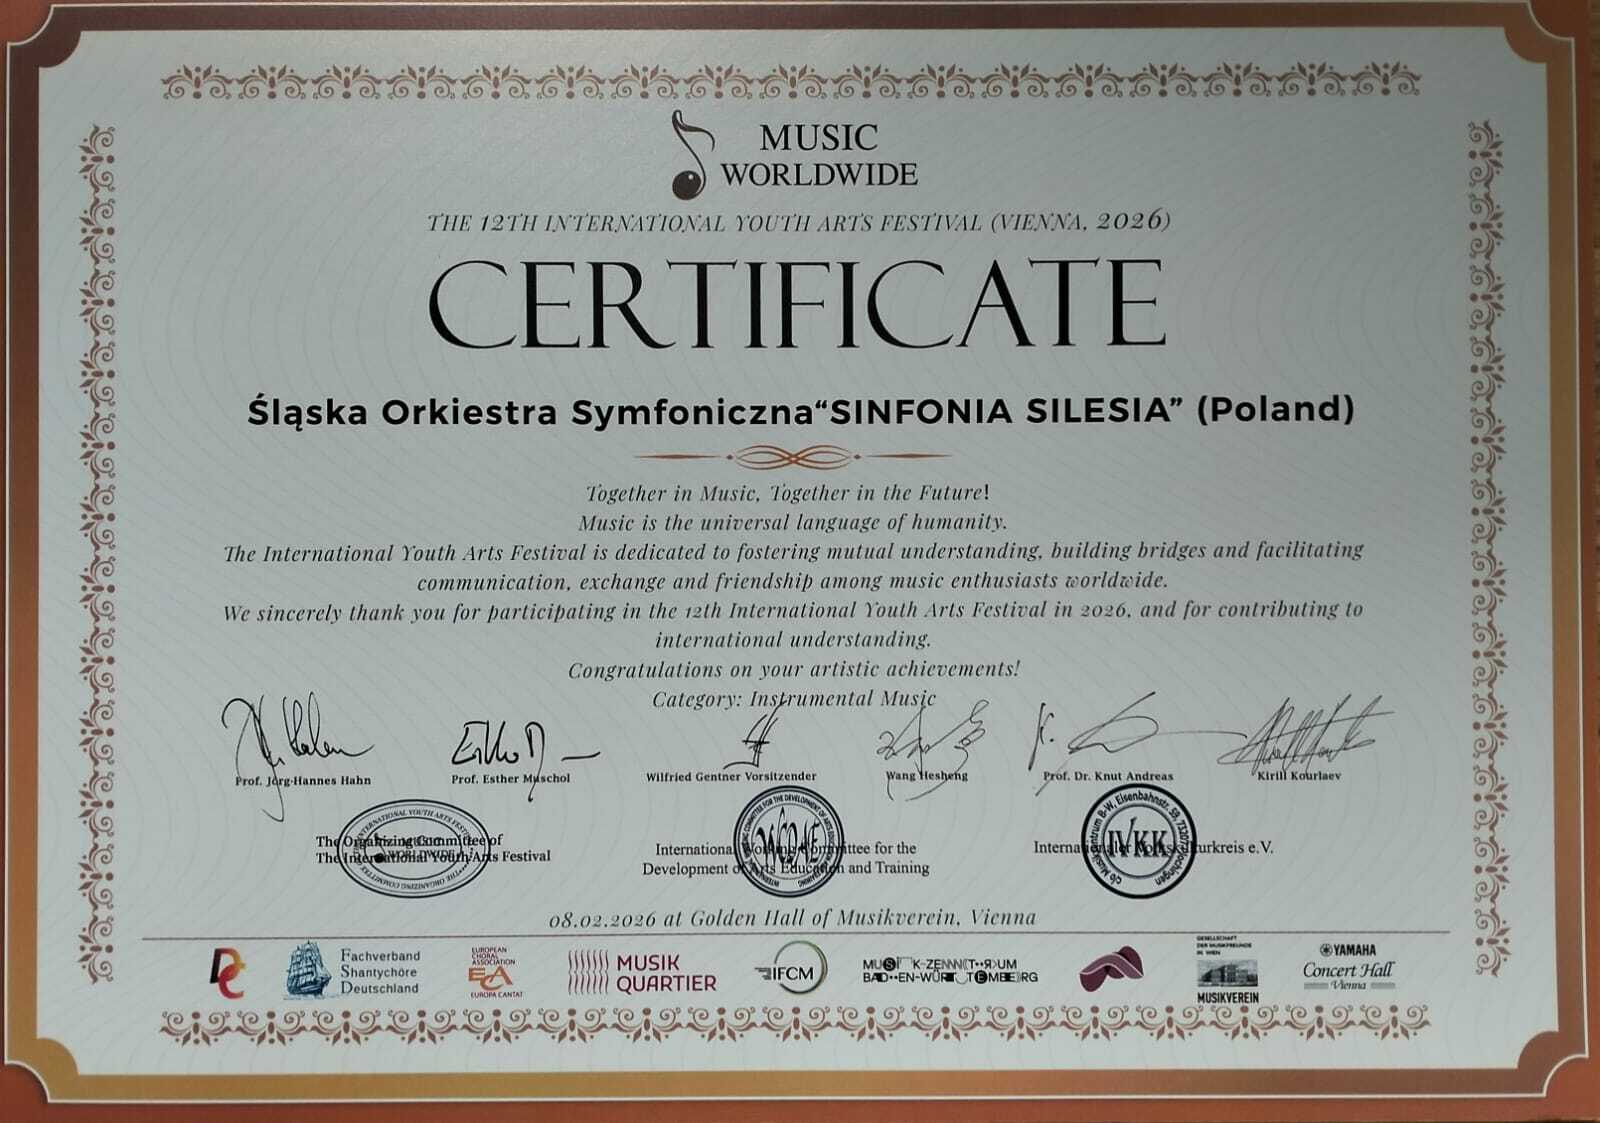 MUSIC
WORLDWIDE
THE 12TH INTERNATIONAL YOUTH ARTS FESTIVAL (VIENNA, 2026)
CERTIFICATE
Śląska Orkiestra Symfoniczna“SINFONIA SILESIA” (Poland)
Together in Music, Together in the Future!
Music is the universal language of humanity.
The International Youth Arts Festival is dedicated to fostering mutual understanding, building bridges and facilitating
communication, exchange and friendship among music enthusiasts worldwide.
We sincerely thank you for participating in the 12th International Youth Arts Festival in 2026, and for contributing to
international understanding.
Congratulations on your artistic achievements!
Category: Instrumental Music
Prof. Jörg-Hannes Hahn
Prof. Esther Muschol
Wilfried Gentner Vorsitzender
Wang Hesheng
Prof. Dr. Knut Andreas
Kirill Kourlaev
The Organizing Committee of
The International Youth Arts Festival
International Working Committee for the
Development of Arts Education and Training
Internationaler Volkskulturkreis e.V.
IVKK
08.02.2026 at Golden Hall of Musikverein, Vienna
Fachverband
Shantychöre
Deutschland
EUROPEAN
CHORAL
ASSOCIATION
ECA
EUROPA CANTAT
MUSIK
QUARTIER
IFCM
GESELLSCHAFT
DER MUSIKFREUNDE
IN WIEN
MUSIKVEREIN
YAMAHA
Concert Hall
Vienna